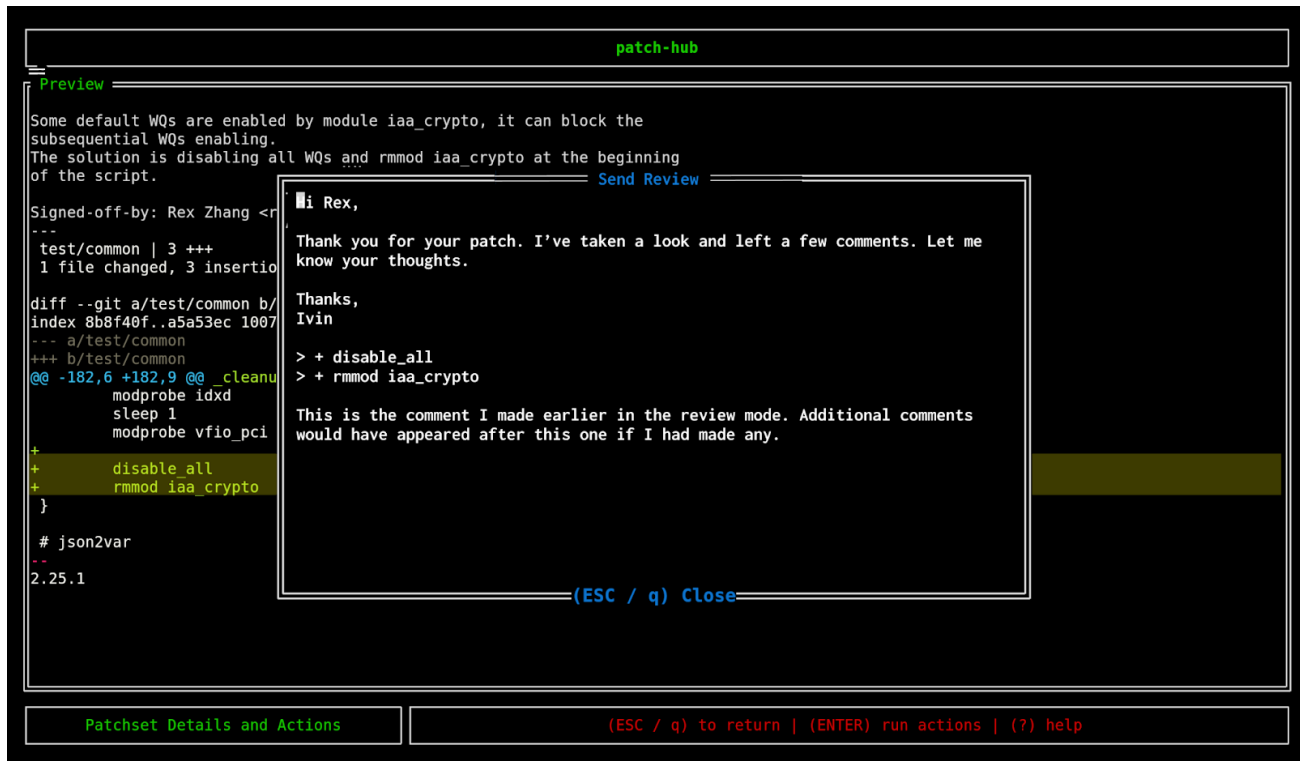 patch-hub
Preview
Some default WQs are enabled by module iaa_crypto, it can block the
subsequential WQs enabling.
The solution is disabling all WQs and rmmod iaa_crypto at the beginning
of the script.
Signed-off-by: Rex Zhang <r
---
test/common | 3 +++
1 file changed, 3 insertio
diff --git a/test/common b/
index 8b8f40f..a5a53ec 1007
--- a/test/common
+++ b/test/common
@@ -182,6 +182,9 @@ _cleanu
modprobe idxd
sleep 1
modprobe vfio_pci
+
+ disable_all
+ rmmod iaa_crypto
}
# json2var
--
2.25.1
Send Review
Hi Rex,
Thank you for your patch. I’ve taken a look and left a few comments. Let me
know your thoughts.
Thanks,
Ivin
> + disable_all
> + rmmod iaa_crypto
This is the comment I made earlier in the review mode. Additional comments
would have appeared after this one if I had made any.
(ESC / q) Close
Patchset Details and Actions
(ESC / q) to return | (ENTER) run actions | (?) help